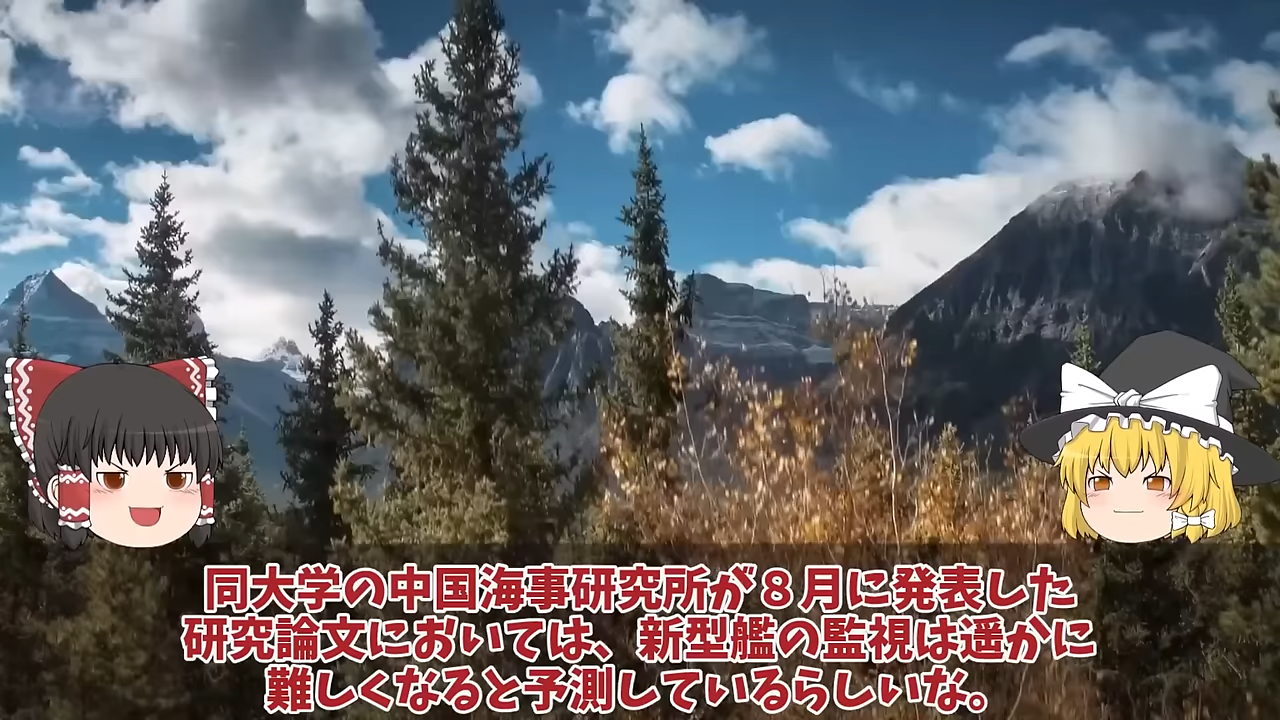 同大学の中国海事研究所が８月に発表した
研究論文においては、新型艦の監視は遥かに
難しくなると予測しているらしいな。